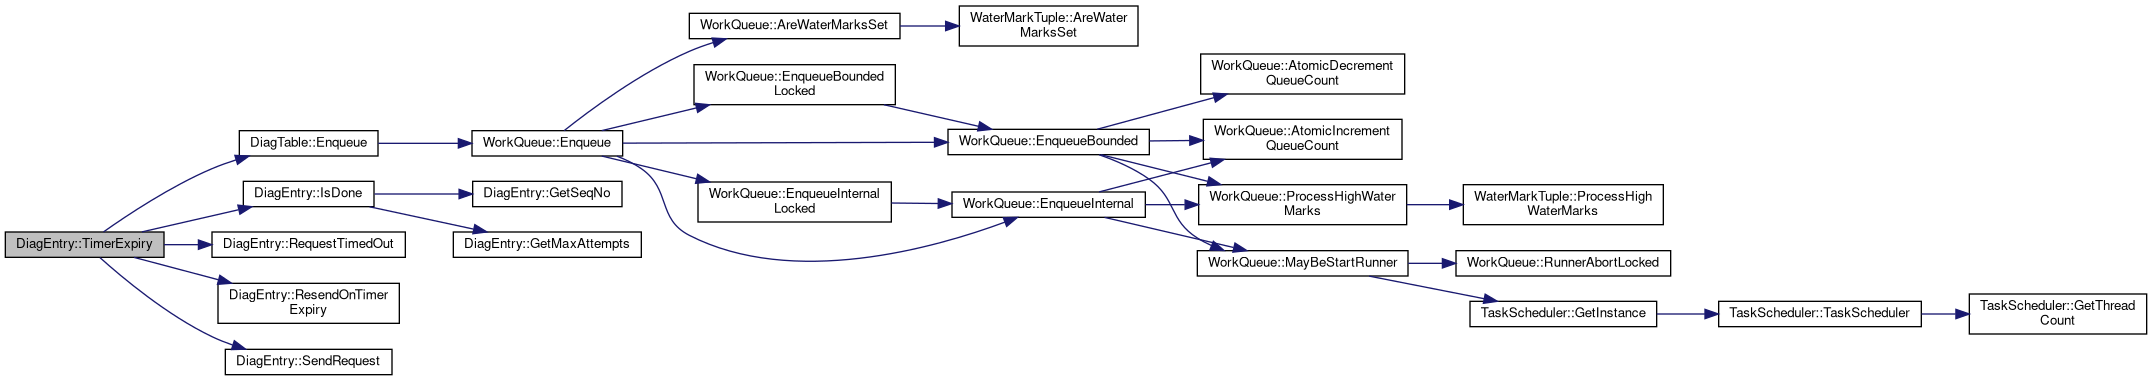 DiagEntry::TimerExpiry
DiagTable::Enqueue
DiagEntry::IsDone
DiagEntry::RequestTimedOut
DiagEntry::ResendOnTimer
Expiry
DiagEntry::SendRequest
WorkQueue::Enqueue
DiagEntry::GetSeqNo
DiagEntry::GetMaxAttempts
WorkQueue::AreWaterMarksSet
WorkQueue::EnqueueBounded
Locked
WorkQueue::EnqueueInternal
Locked
WaterMarkTuple::AreWater
MarksSet
WorkQueue::EnqueueBounded
WorkQueue::EnqueueInternal
WorkQueue::AtomicDecrement
QueueCount
WorkQueue::AtomicIncrement
QueueCount
WorkQueue::ProcessHighWater
Marks
WorkQueue::MayBeStartRunner
WaterMarkTuple::ProcessHigh
WaterMarks
WorkQueue::RunnerAbortLocked
TaskScheduler::GetInstance
TaskScheduler::TaskScheduler
TaskScheduler::GetThread
Count